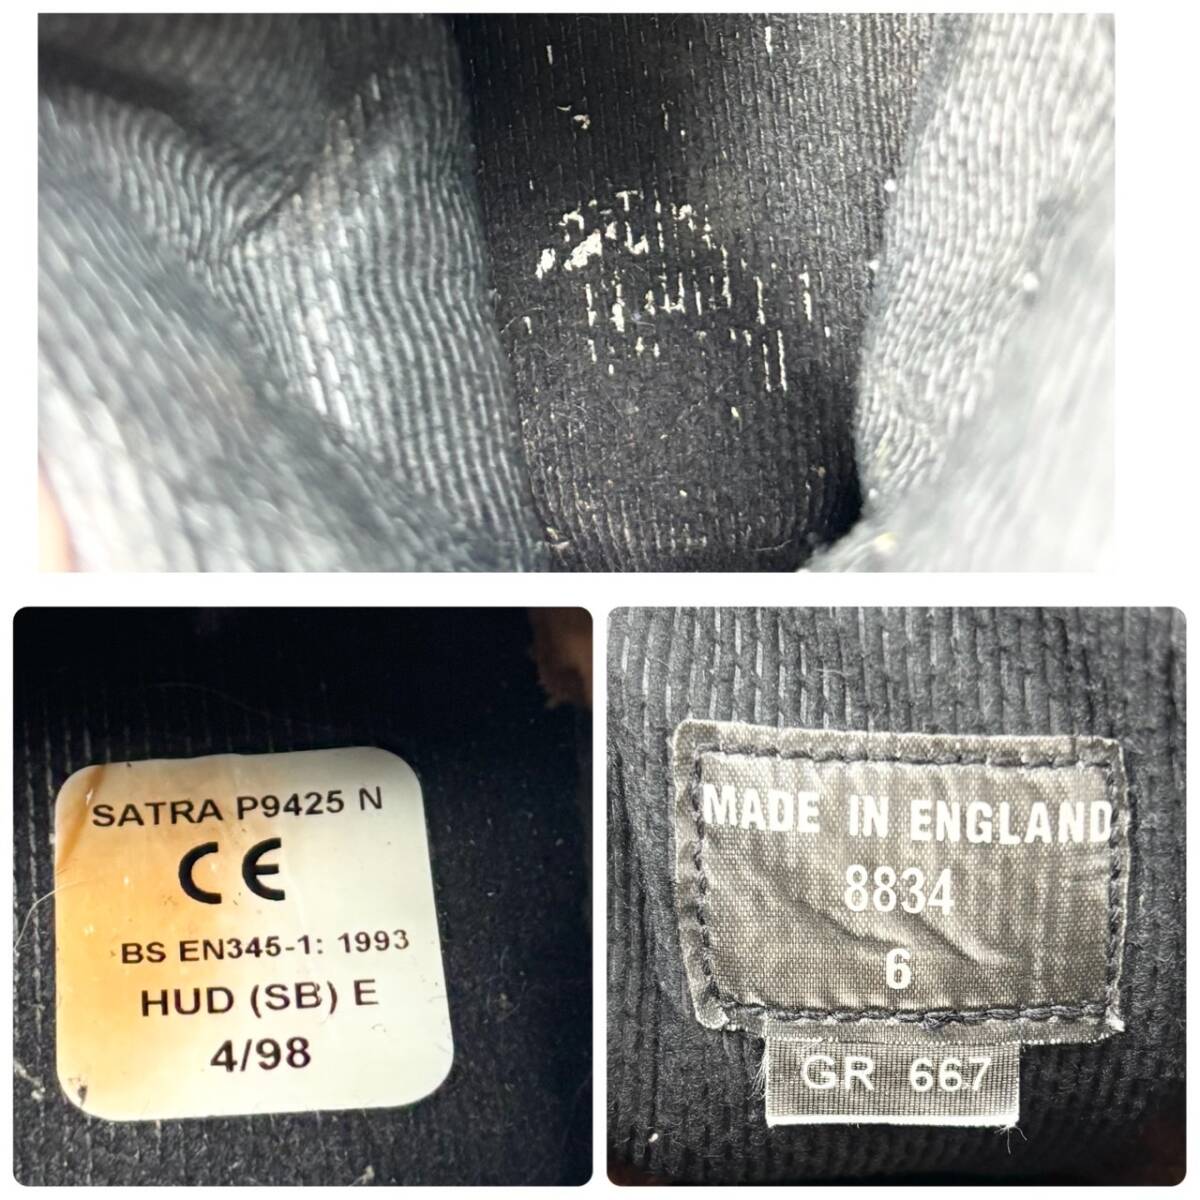 SATRA P9425 N
CE
BS EN345-1: 1993
HUD (SB) E
4/98
MADE IN ENGLAND
8834
6
GR 667